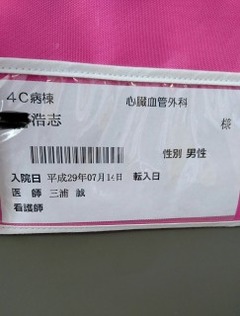 4C病棟 心臓血管外科
浩志 様
性別 男性
入院日 平成29年07月14日 転入日
医師 三浦 誠
看護師